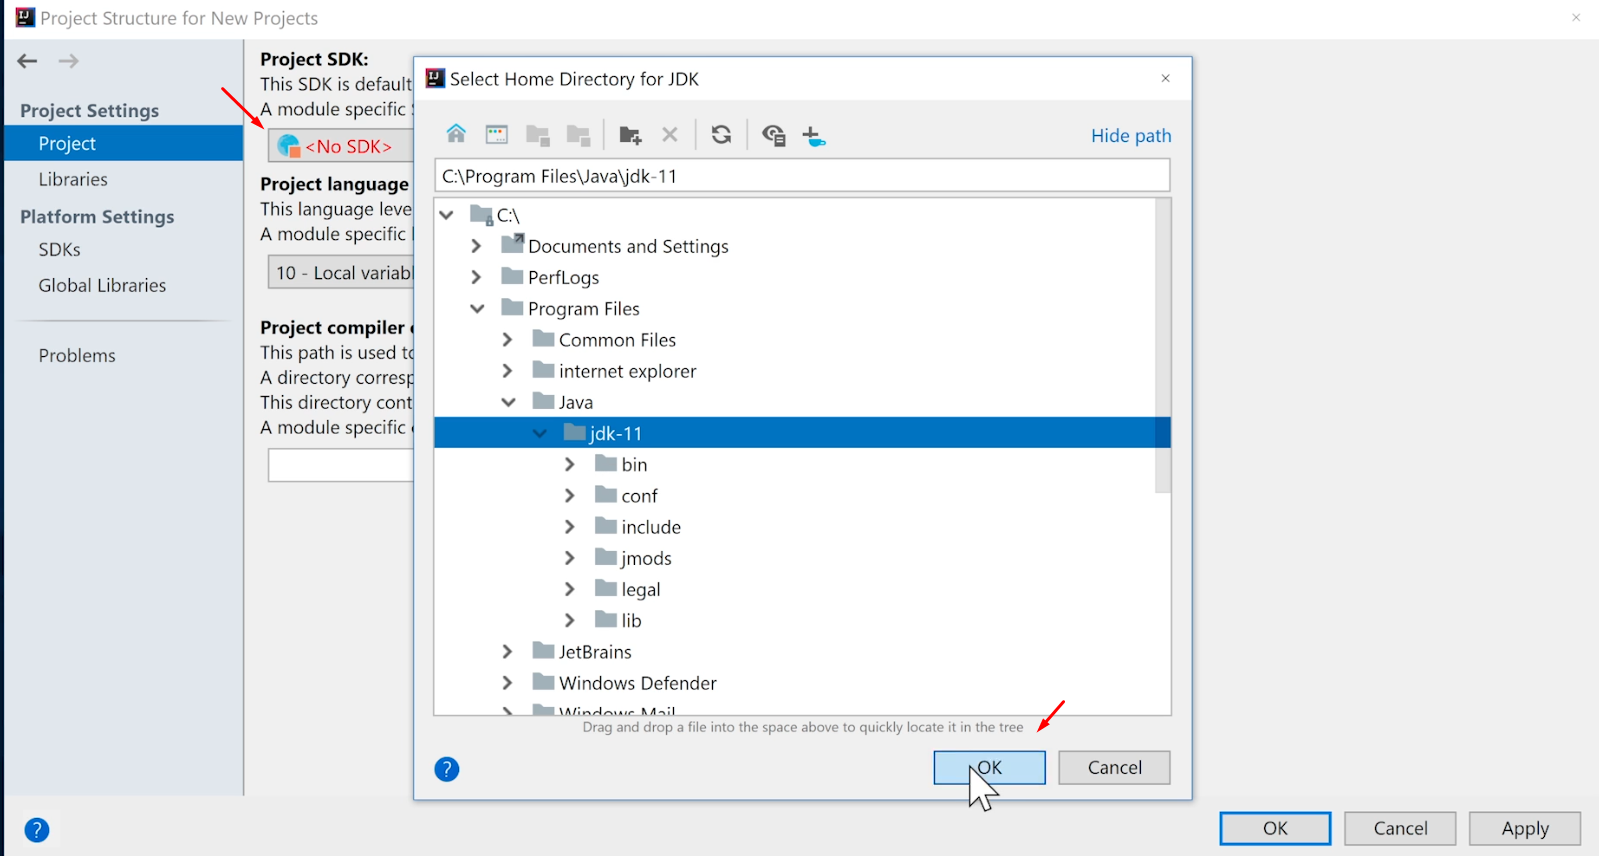 Project Structure for New Projects
Project Settings
Project
Libraries
Platform Settings
SDKs
Global Libraries
Problems
Project SDK:
This SDK is default
A module specific
<No SDK>
Project language
This language leve
A module specific
10 - Local variabl
Project compiler
This path is used to
A directory corresp
This directory cont
A module specific
Select Home Directory for JDK
Hide path
C:\Program Files\Java\jdk-11
C:\
Documents and Settings
PerfLogs
Program Files
Common Files
internet explorer
Java
jdk-11
bin
conf
include
jmods
legal
lib
JetBrains
Windows Defender
Windows Mail
Drag and drop a file into the space above to quickly locate it in the tree
? OK Cancel
? OK Cancel Apply